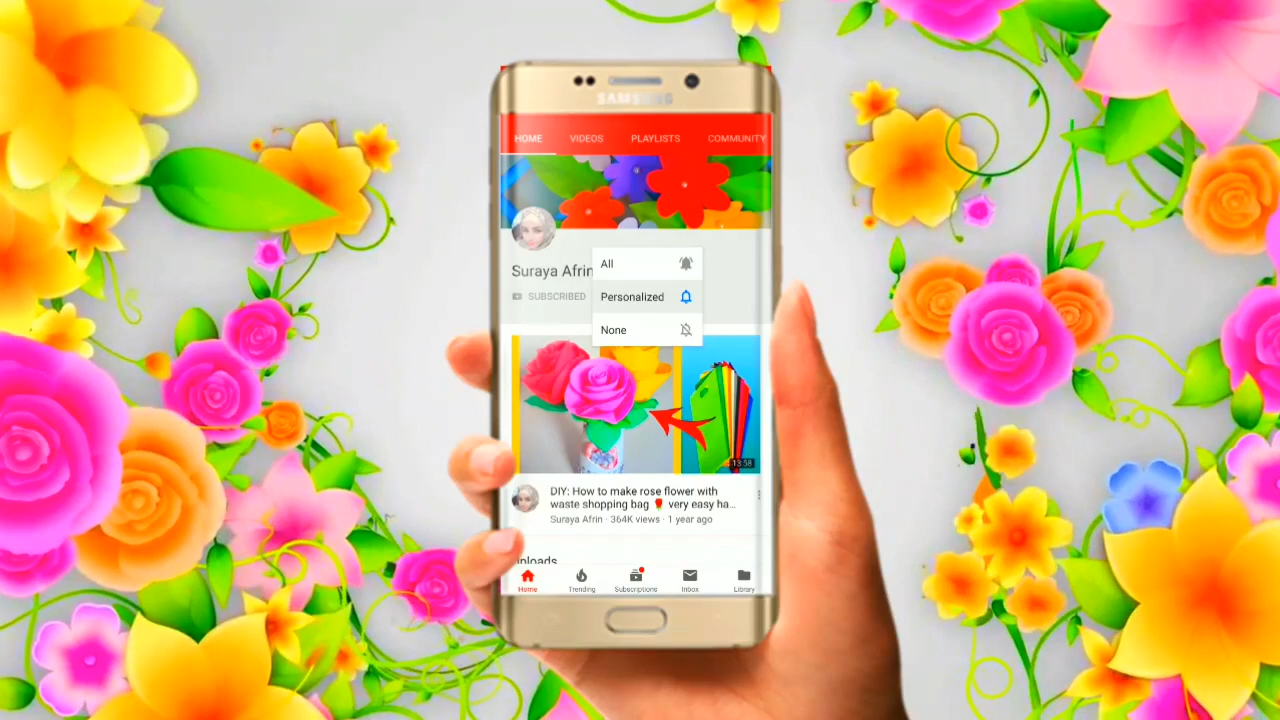 SAMSUNG
HOME VIDEOS PLAYLISTS COMMUNITY
Suraya Afrin
SUBSCRIBED
All
Personalized
None
13:58
DIY: How to make rose flower with
waste shopping bag 🌹 very easy ha...
Suraya Afrin · 364K views · 1 year ago
Uploads
Home Trending Subscriptions Inbox Library